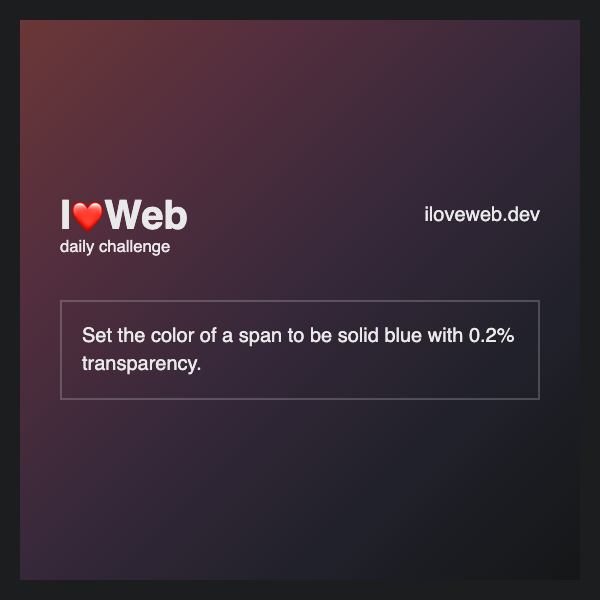 I❤️Web
iloveweb.dev
daily challenge
Set the color of a span to be solid blue with 0.2%
transparency.